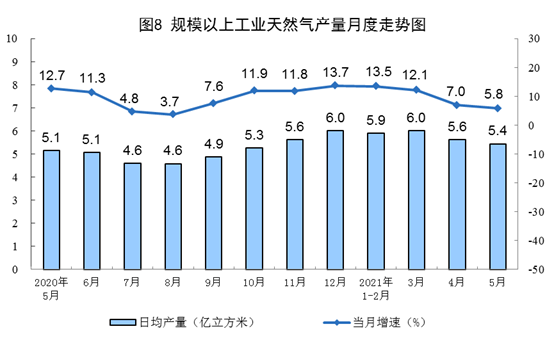 图8 规模以上工业天然气产量月度走势图
10 30
12.7 11.3 4.8 3.7 7.6 11.9 11.8 13.7 13.5 12.1 7.0 5.8
9 20
8 10
7 0
6 -10
5 -20
4 -30
3 -40
2 -50
1
0
5.1 5.1 4.6 4.6 4.9 5.3 5.6 6.0 5.9 6.0 5.6 5.4
2020年 6月 7月 8月 9月 10月 11月 12月 2021年 3月 4月 5月
5月 1-2月
日均产量（亿立方米） 当月增速（%）